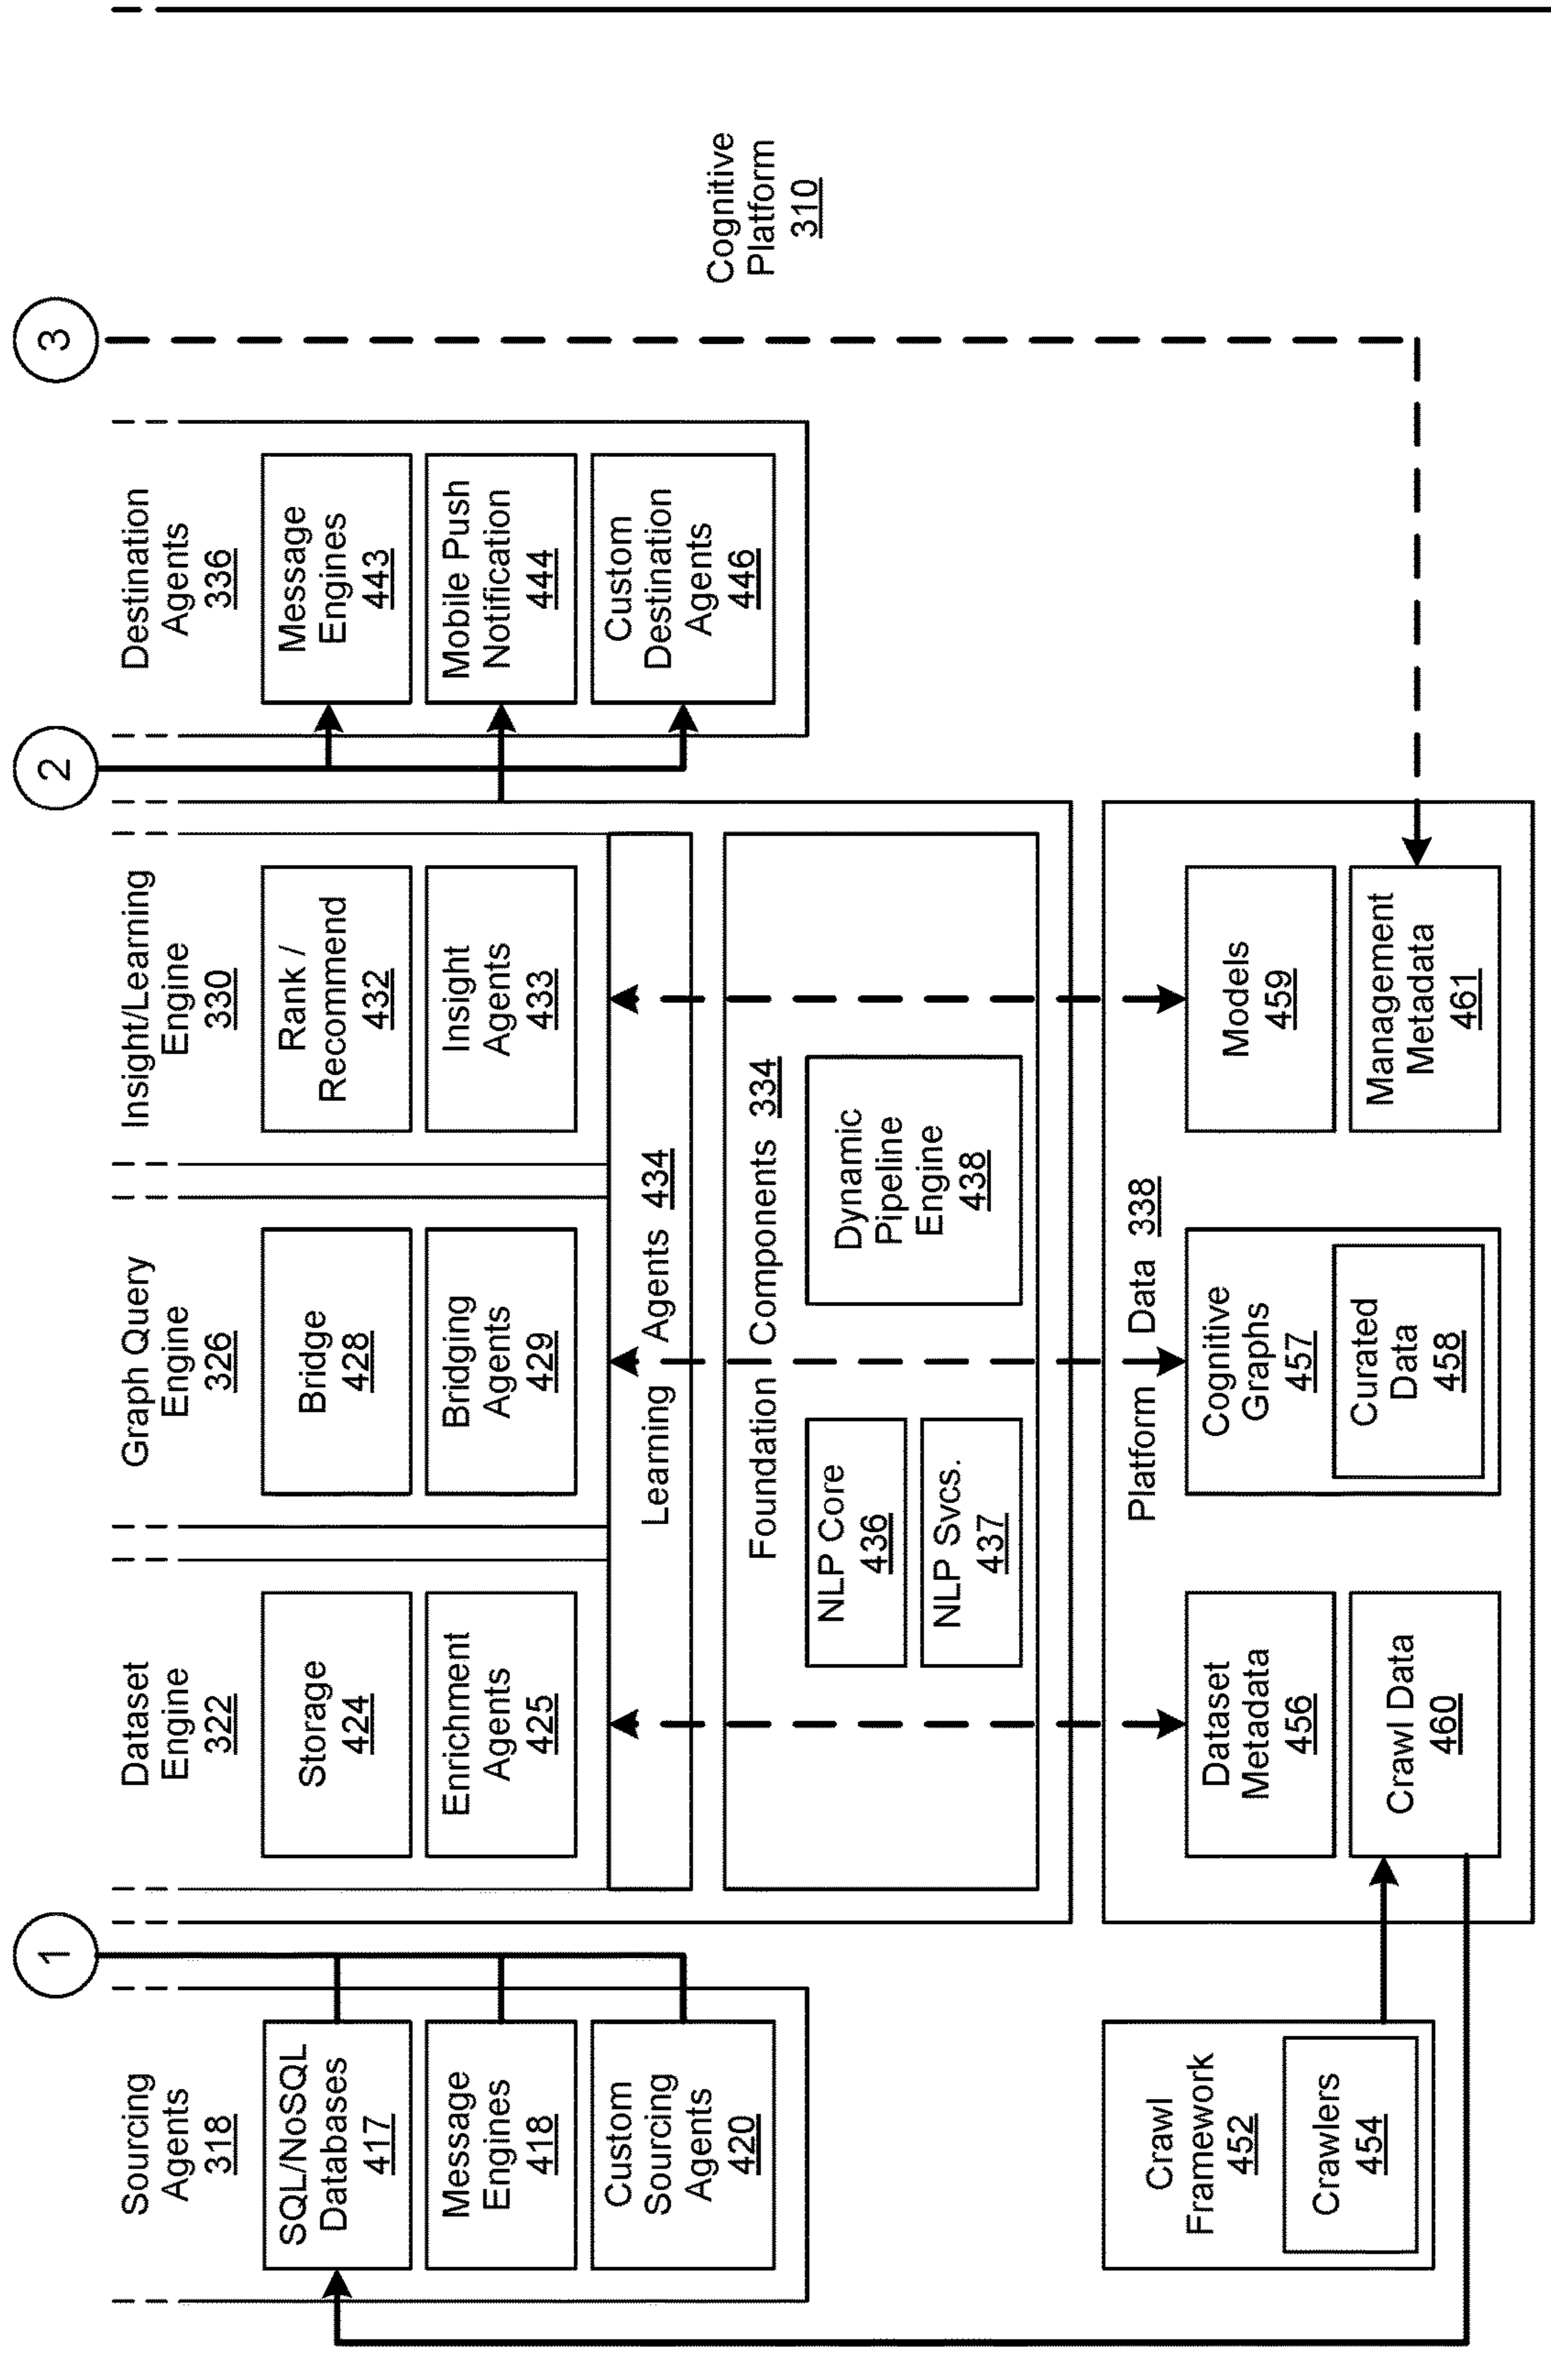 1
2
3
Sourcing
Agents
318
SQL/NoSQL
Databases
417
Message
Engines
418
Custom
Sourcing
Agents
420
Dataset
Engine
322
Storage
424
Enrichment
Agents
425
Graph Query
Engine
326
Bridge
428
Bridging
Agents
429
Insight/Learning
Engine
330
Rank /
Recommend
432
Insight
Agents
433
Destination
Agents
336
Message
Engines
443
Mobile Push
Notification
444
Custom
Destination
Agents
446
Learning Agents 434
Foundation Components 334
NLP Core
436
NLP Svcs.
437
Dynamic
Pipeline
Engine
438
Cognitive
Platform
310
Crawl
Framework
452
Crawlers
454
Platform Data 338
Dataset
Metadata
456
Crawl Data
460
Cognitive
Graphs
457
Curated
Data
458
Models
459
Management
Metadata
461